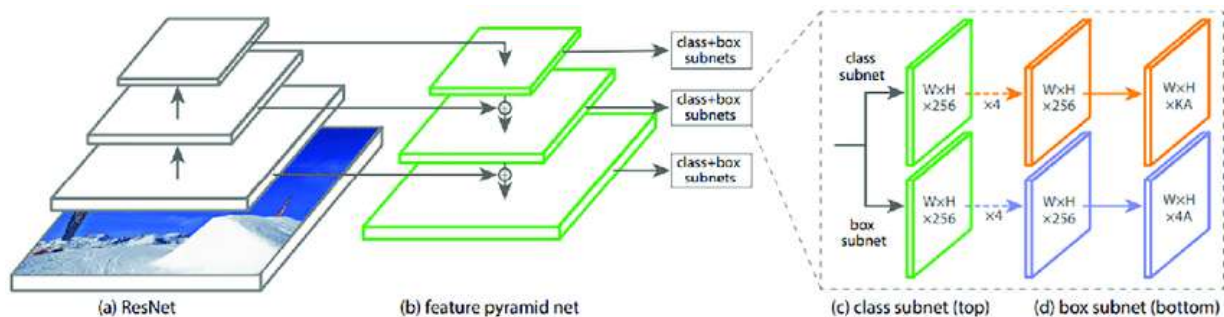 class+box
subnets
class+box
subnets
class+box
subnets
class
subnet
W×H
×256
×4
W×H
×256
W×H
×KA
W×H
×256
×4
W×H
×256
W×H
×4A
box
subnet
(a) ResNet
(b) feature pyramid net
(c) class subnet (top)
(d) box subnet (bottom)